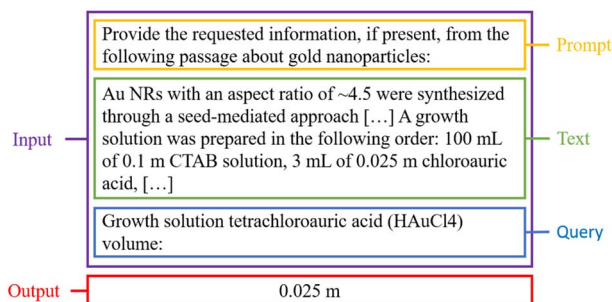 Provide the requested information, if present, from the
following passage about gold nanoparticles:
Prompt
Au NRs with an aspect ratio of ~4.5 were synthesized
through a seed-mediated approach […] A growth
solution was prepared in the following order: 100 mL
of 0.1 m CTAB solution, 3 mL of 0.025 m chloroauric
acid, […]
Input
Text
Growth solution tetrachloroauric acid (HAuCl4)
volume:
Query
Output
0.025 m